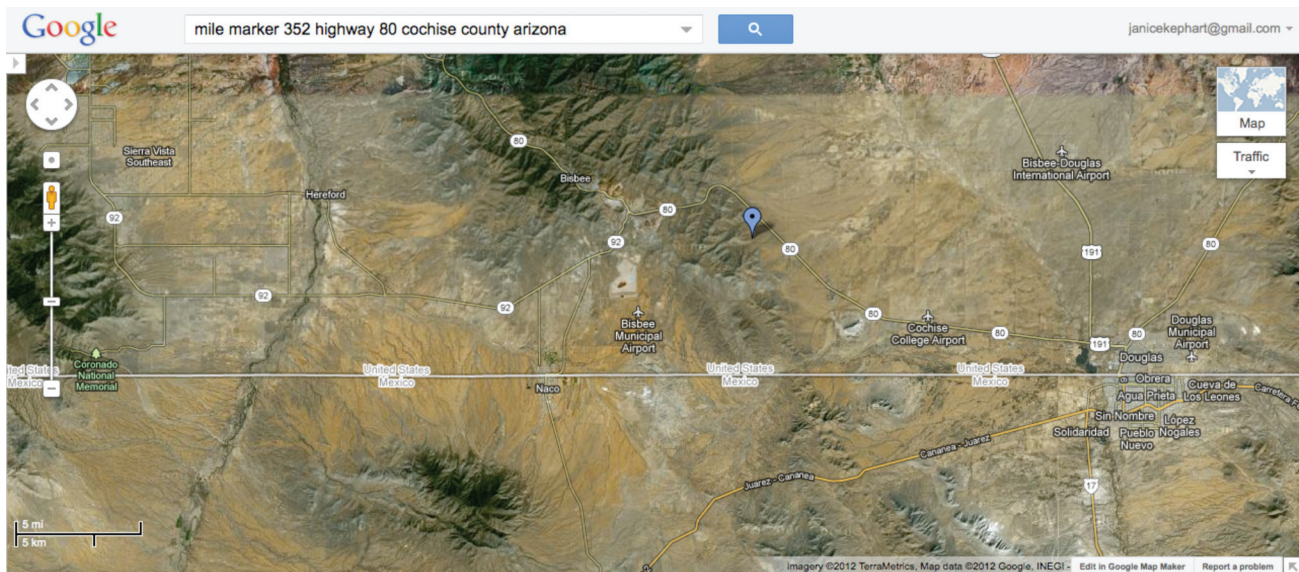 Google
mile marker 352 highway 80 cochise county arizona
janicekephart@gmail.com
Map
Traffic
80
Sierra Vista
Southeast
Bisbee-Douglas
International Airport
Bisbee
Hereford
92
80
80
92
191
80
92
92
80
Bisbee
Municipal
Airport
80
Cochise
College Airport
80
191
80
Douglas
Municipal
Airport
Douglas
Coronado
National
Memorial
United States
Mexico
United States
Mexico
United States
Mexico
Naco
Obrera
Agua Prieta
Cueva de
Los Leones
Sin Nombre
Solidaridad
Pueblo
Nuevo
López
Nogales
Cananea - Juarez
Juarez - Cananea
17
5 mi
5 km
Imagery ©2012 TerraMetrics, Map data ©2012 Google, INEGI -
Edit in Google Map Maker
Report a problem